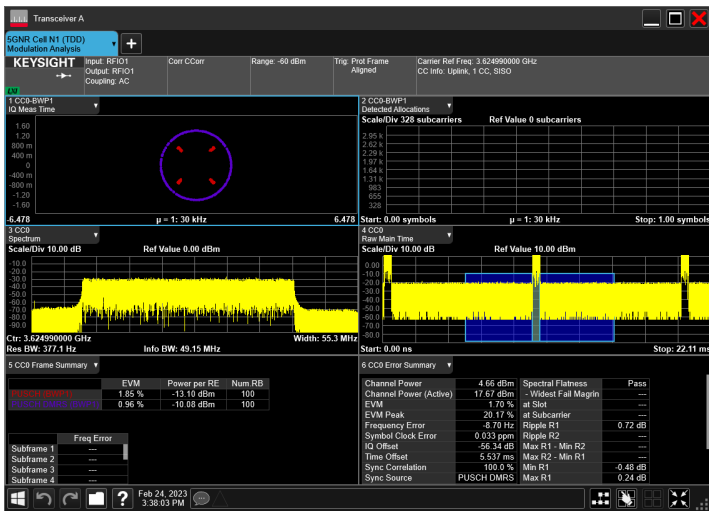 Transceiver A
5GNR Cell N1 (TDD)
Modulation Analysis
KEYSIGHT
Input: RFIO1
Output: RFIO1
Coupling: AC
Corr CCorr
Range: -60 dBm
Trig: Prot Frame
Aligned
Carrier Ref Freq: 3.624990000 GHz
CC Info: Uplink, 1 CC, SISO
LXI
1 CC0-BWP1
IQ Meas Time
1.60
1.20
800 m
400 m
0
-400 m
-800 m
-1.20
-1.60
-6.478
µ = 1: 30 kHz
6.478
2 CC0-BWP1
Detected Allocations
Scale/Div 328 subcarriers
Ref Value 0 subcarriers
2.95 k
2.62 k
2.29 k
1.97 k
1.64 k
1.31 k
983
655
328
Start: 0.00 symbols
µ = 1: 30 kHz
Stop: 1.00 symbols
3 CC0
Spectrum
Scale/Div 10.00 dB
Ref Value 0.00 dBm
-10.0
-20.0
-30.0
-40.0
-50.0
-60.0
-70.0
-80.0
-90.0
Ctr: 3.624990000 GHz
Width: 55.3 MHz
Res BW: 377.1 Hz
Info BW: 49.15 MHz
4 CC0
Raw Main Time
Scale/Div 10.00 dB
Ref Value 10.00 dBm
0.00
-10.0
-20.0
-30.0
-40.0
-50.0
-60.0
-70.0
-80.0
Start: 0.00 ns
Stop: 22.11 ms
5 CC0 Frame Summary
EVM Power per RE Num.RB
PUSCH(BWP1) 1.85 % -13.10 dBm 100
0.96 % -10.08 dBm 100
Freq Error
Subframe 1 ---
Subframe 2 ---
Subframe 3 ---
Subframe 4 ---
6 CC0 Error Summary
Channel Power 4.66 dBm Spectral Flatness Pass
Channel Power (Active) 17.67 dBm - Widest Fail Magrin ---
EVM 1.70 % at Slot ---
EVM Peak 20.17 % at Subcarrier ---
Frequency Error -8.70 Hz Ripple R1 0.72 dB
Symbol Clock Error 0.033 ppm Ripple R2 ---
IQ Offset -56.34 dB Max R1 - Min R2 ---
Time Offset 5.537 ms Max R2 - Min R1 ---
Sync Correlation 100.0 % Min R1 -0.48 dB
Sync Source PUSCH DMRS Max R1 0.24 dB
Feb 24, 2023
3:38:03 PM